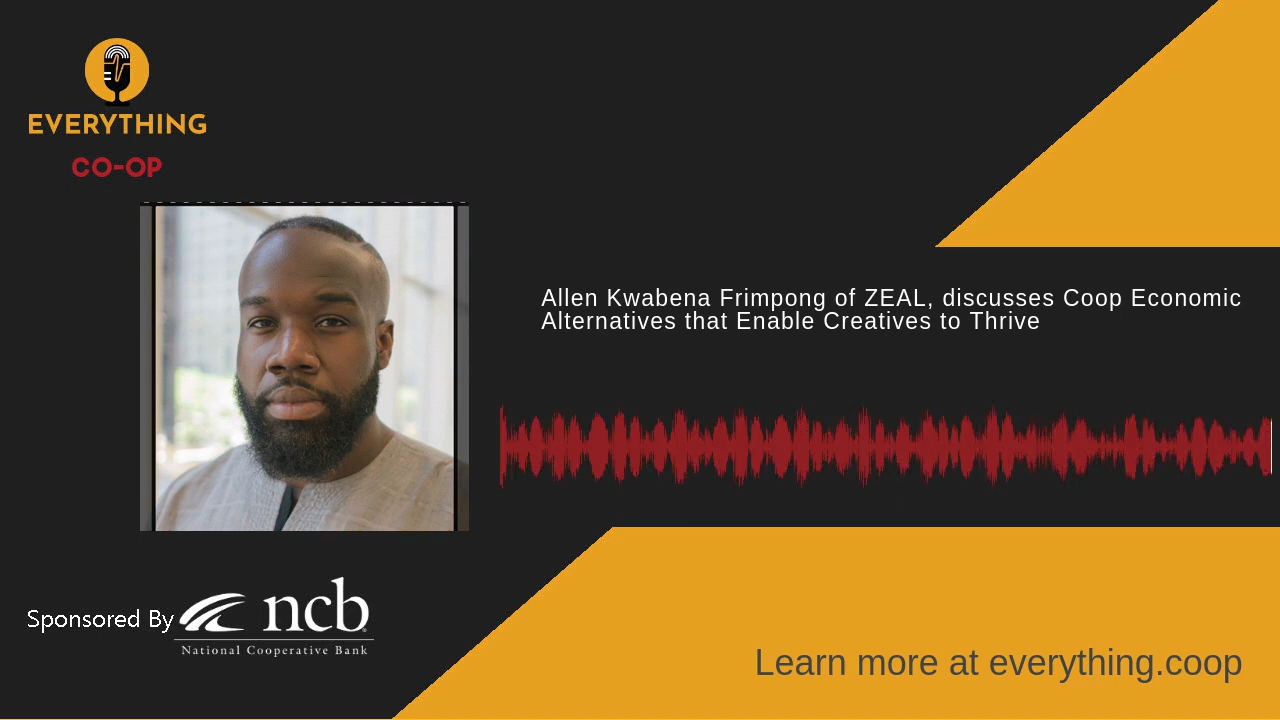 EVERYTHING
CO-OP
Allen Kwabena Frimpong of ZEAL, discusses Coop Economic
Alternatives that Enable Creatives to Thrive
Sponsored By ncb
National Cooperative Bank
Learn more at everything.coop